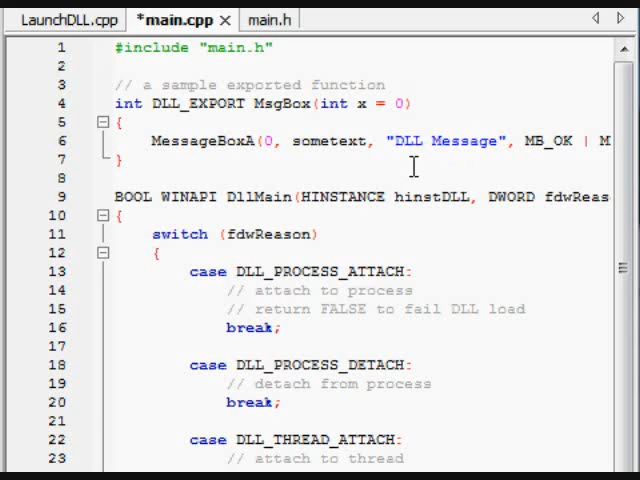 LaunchDLL.cpp *main.cpp main.h
1 #include "main.h"
2
3 // a sample exported function
4 int DLL_EXPORT MsgBox(int x = 0)
5 {
6 MessageBoxA(0, sometext, "DLL Message", MB_OK | M
7 }
8
9 BOOL WINAPI DllMain(HINSTANCE hinstDLL, DWORD fdwReas
10 {
11 switch (fdwReason)
12 {
13 case DLL_PROCESS_ATTACH:
14 // attach to process
15 // return FALSE to fail DLL load
16 break;
17
18 case DLL_PROCESS_DETACH:
19 // detach from process
20 break;
21
22 case DLL_THREAD_ATTACH:
23 // attach to thread